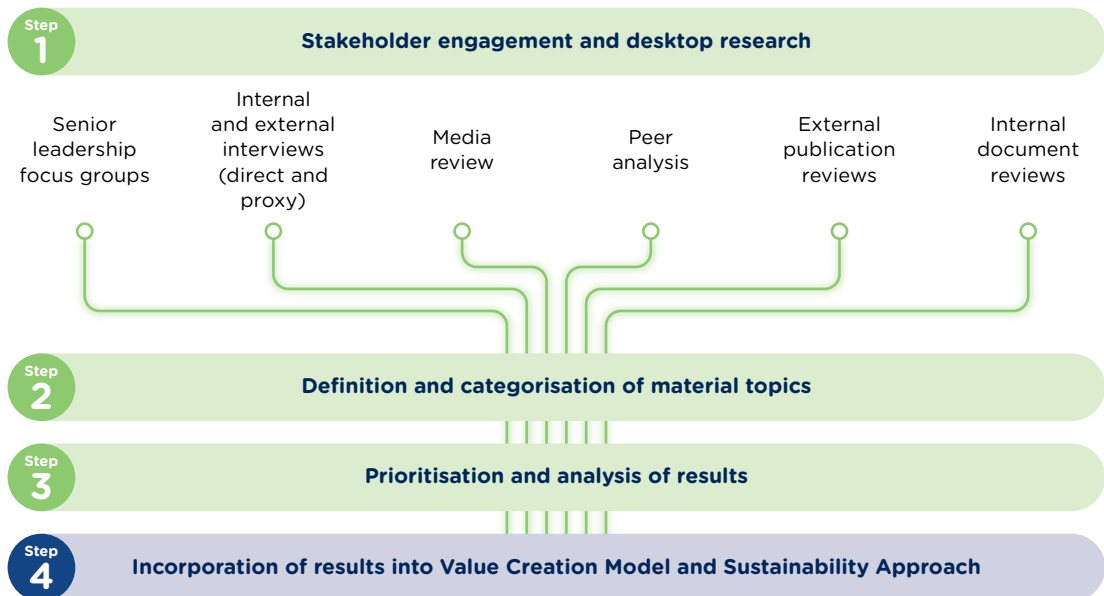 Step
1
Stakeholder engagement and desktop research
Senior
leadership
focus groups
Internal
and external
interviews
(direct and
proxy)
Media
review
Peer
analysis
External
publication
reviews
Internal
document
reviews
Step
2
Definition and categorisation of material topics
Step
3
Prioritisation and analysis of results
Step
4
Incorporation of results into Value Creation Model and Sustainability Approach